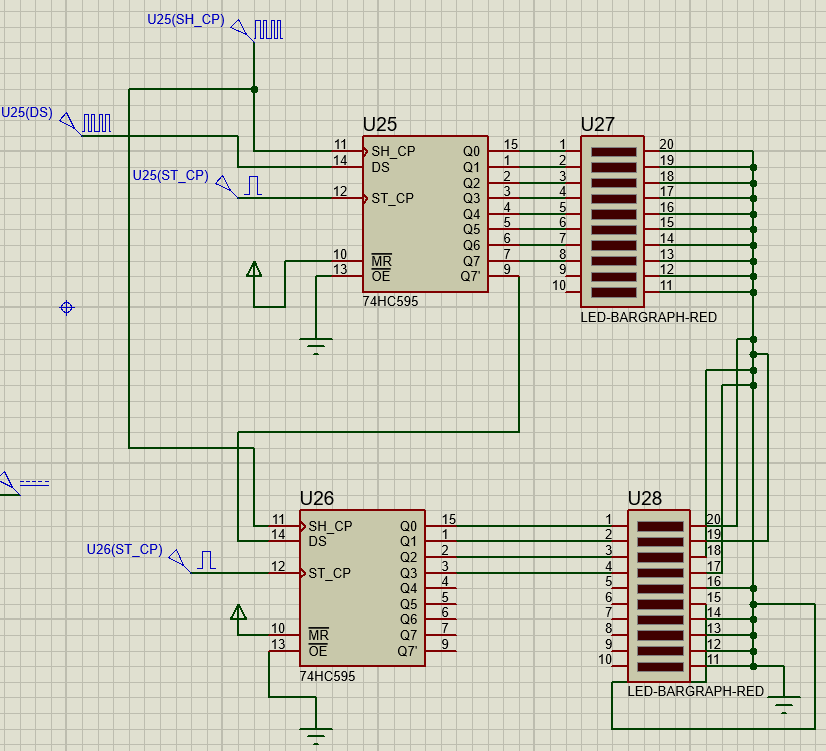 U25(SH_CP)
U25(DS)
U25(ST_CP)
U25
11 SH_CP Q0 15
14 DS Q1 1
Q2 2
12 ST_CP Q3 3
Q4 4
Q5 5
Q6 6
10 MR Q7 7
13 OE Q7' 9
74HC595
U27
1 20
2 19
3 18
4 17
5 16
6 15
7 14
8 13
9 12
10 11
LED-BARGRAPH-RED
U26(ST_CP)
U26
11 SH_CP Q0 15
14 DS Q1 1
Q2 2
12 ST_CP Q3 3
Q4 4
Q5 5
Q6 6
10 MR Q7 7
13 OE Q7' 9
74HC595
U28
1 20
2 19
3 18
4 17
5 16
6 15
7 14
8 13
9 12
10 11
LED-BARGRAPH-RED